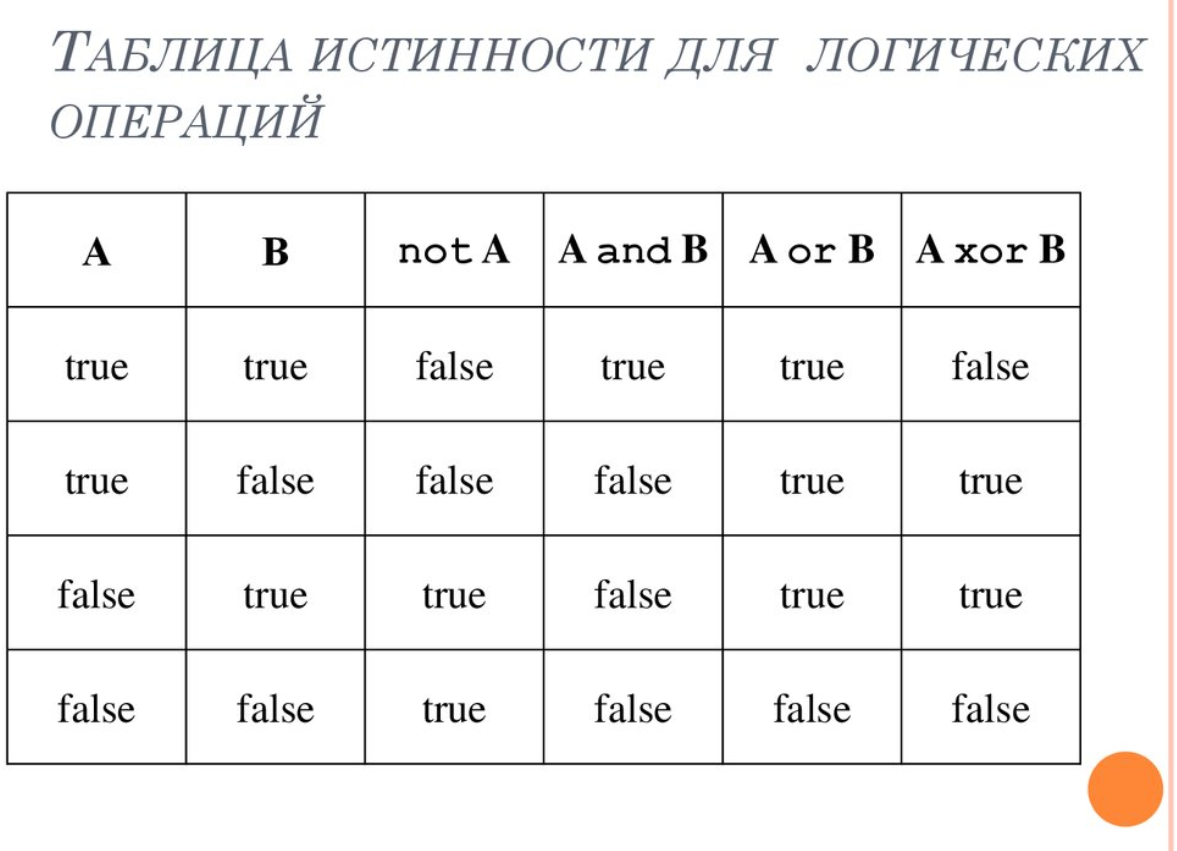 ТАБЛИЦА ИСТИННОСТИ ДЛЯ ЛОГИЧЕСКИХ
ОПЕРАЦИЙ
A B not A A and B A or B A xor B
true true false true true false
true false false false true true
false true true false true true
false false true false false false